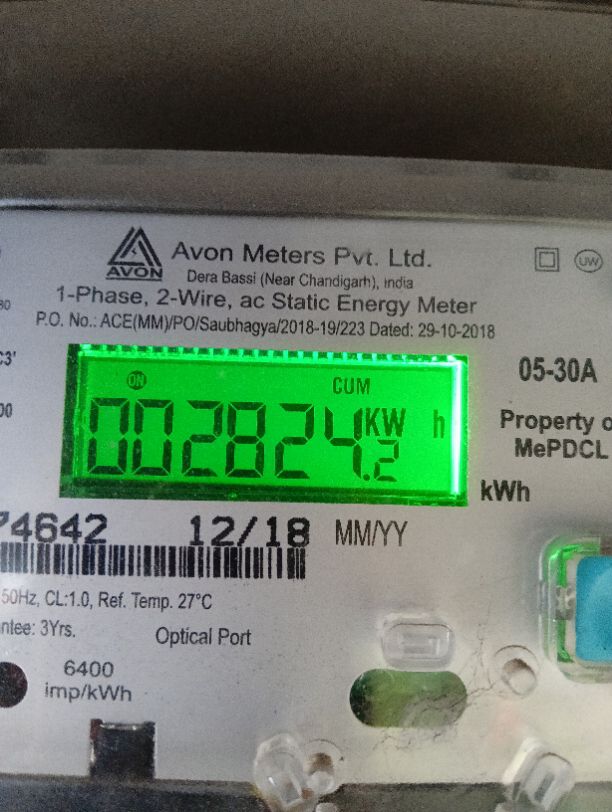 Avon Meters Pvt. Ltd.
AVON
Dera Bassi (Near Chandigarh), India
UW
1-Phase, 2-Wire, ac Static Energy Meter
P.O. No.: ACE(MM)/PO/Saubhagya/2018-19/223 Dated: 29-10-2018
ON
CUM
002824.2 KW h
05-30A
Property
MePDCL
kWh
74642 12/18 MM/YY
50Hz, CL:1.0, Ref. Temp. 27°C
3Yrs.
Optical Port
6400
imp/kWh